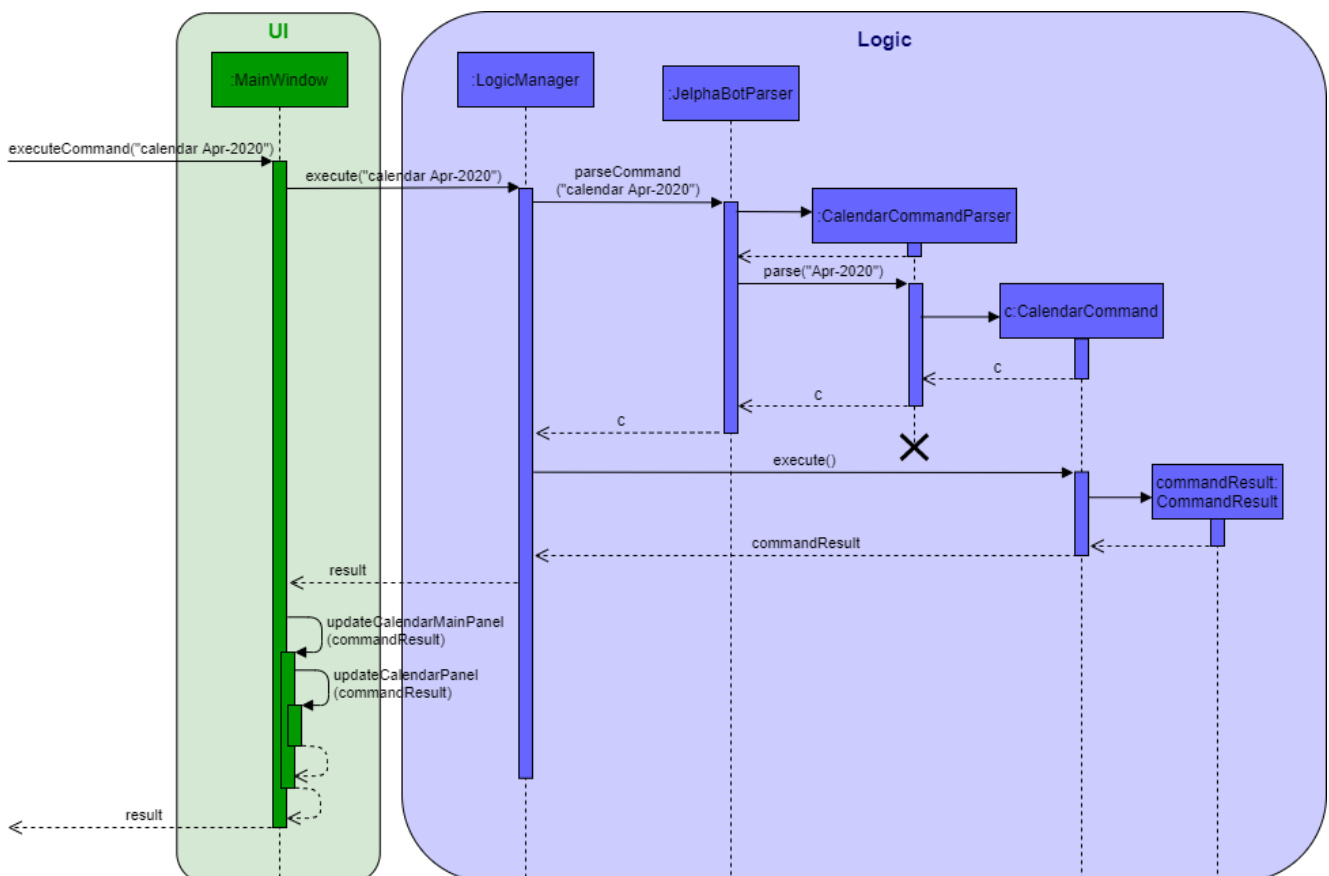 UI
Logic
:MainWindow
:LogicManager
:JelphaBotParser
executeCommand("calendar Apr-2020")
execute("calendar Apr-2020")
parseCommand
("calendar Apr-2020")
:CalendarCommandParser
parse("Apr-2020")
c:CalendarCommand
c
c
c
execute()
commandResult:
CommandResult
commandResult
result
updateCalendarMainPanel
(commandResult)
updateCalendarPanel
(commandResult)
result